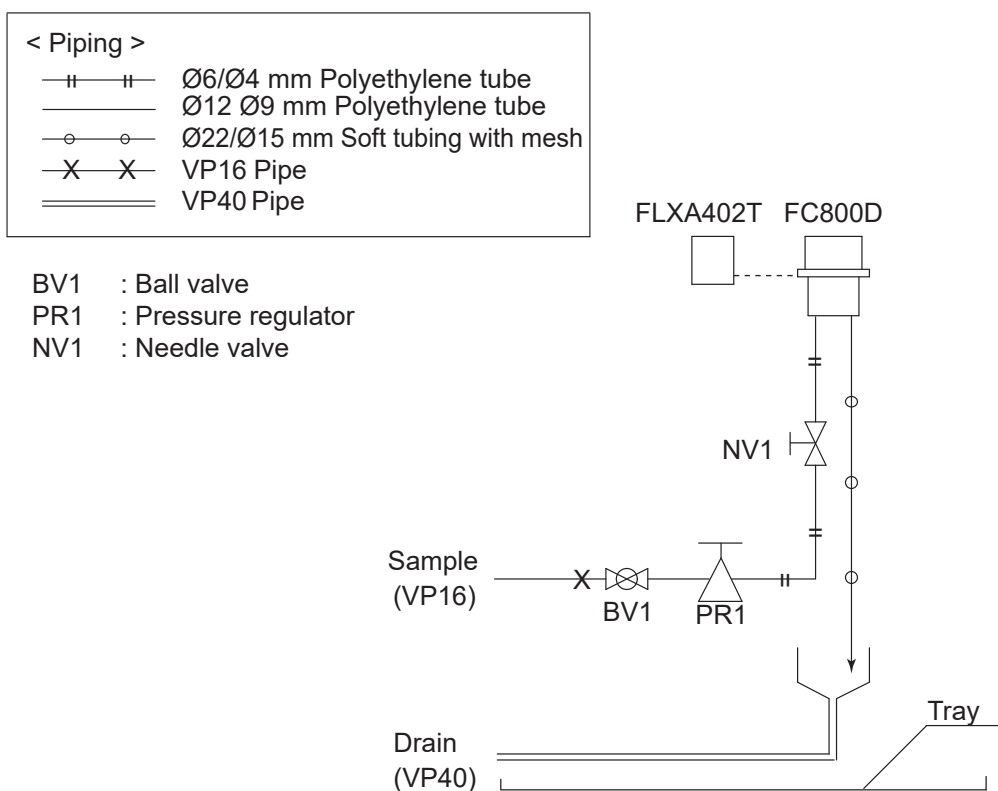 < Piping >
Ø6/Ø4 mm Polyethylene tube
Ø12 Ø9 mm Polyethylene tube
Ø22/Ø15 mm Soft tubing with mesh
X X VP16 Pipe
VP40 Pipe
BV1 : Ball valve
PR1 : Pressure regulator
NV1 : Needle valve
FLXA402T FC800D
NV1
Sample
(VP16)
X
BV1
PR1
Tray
Drain
(VP40)